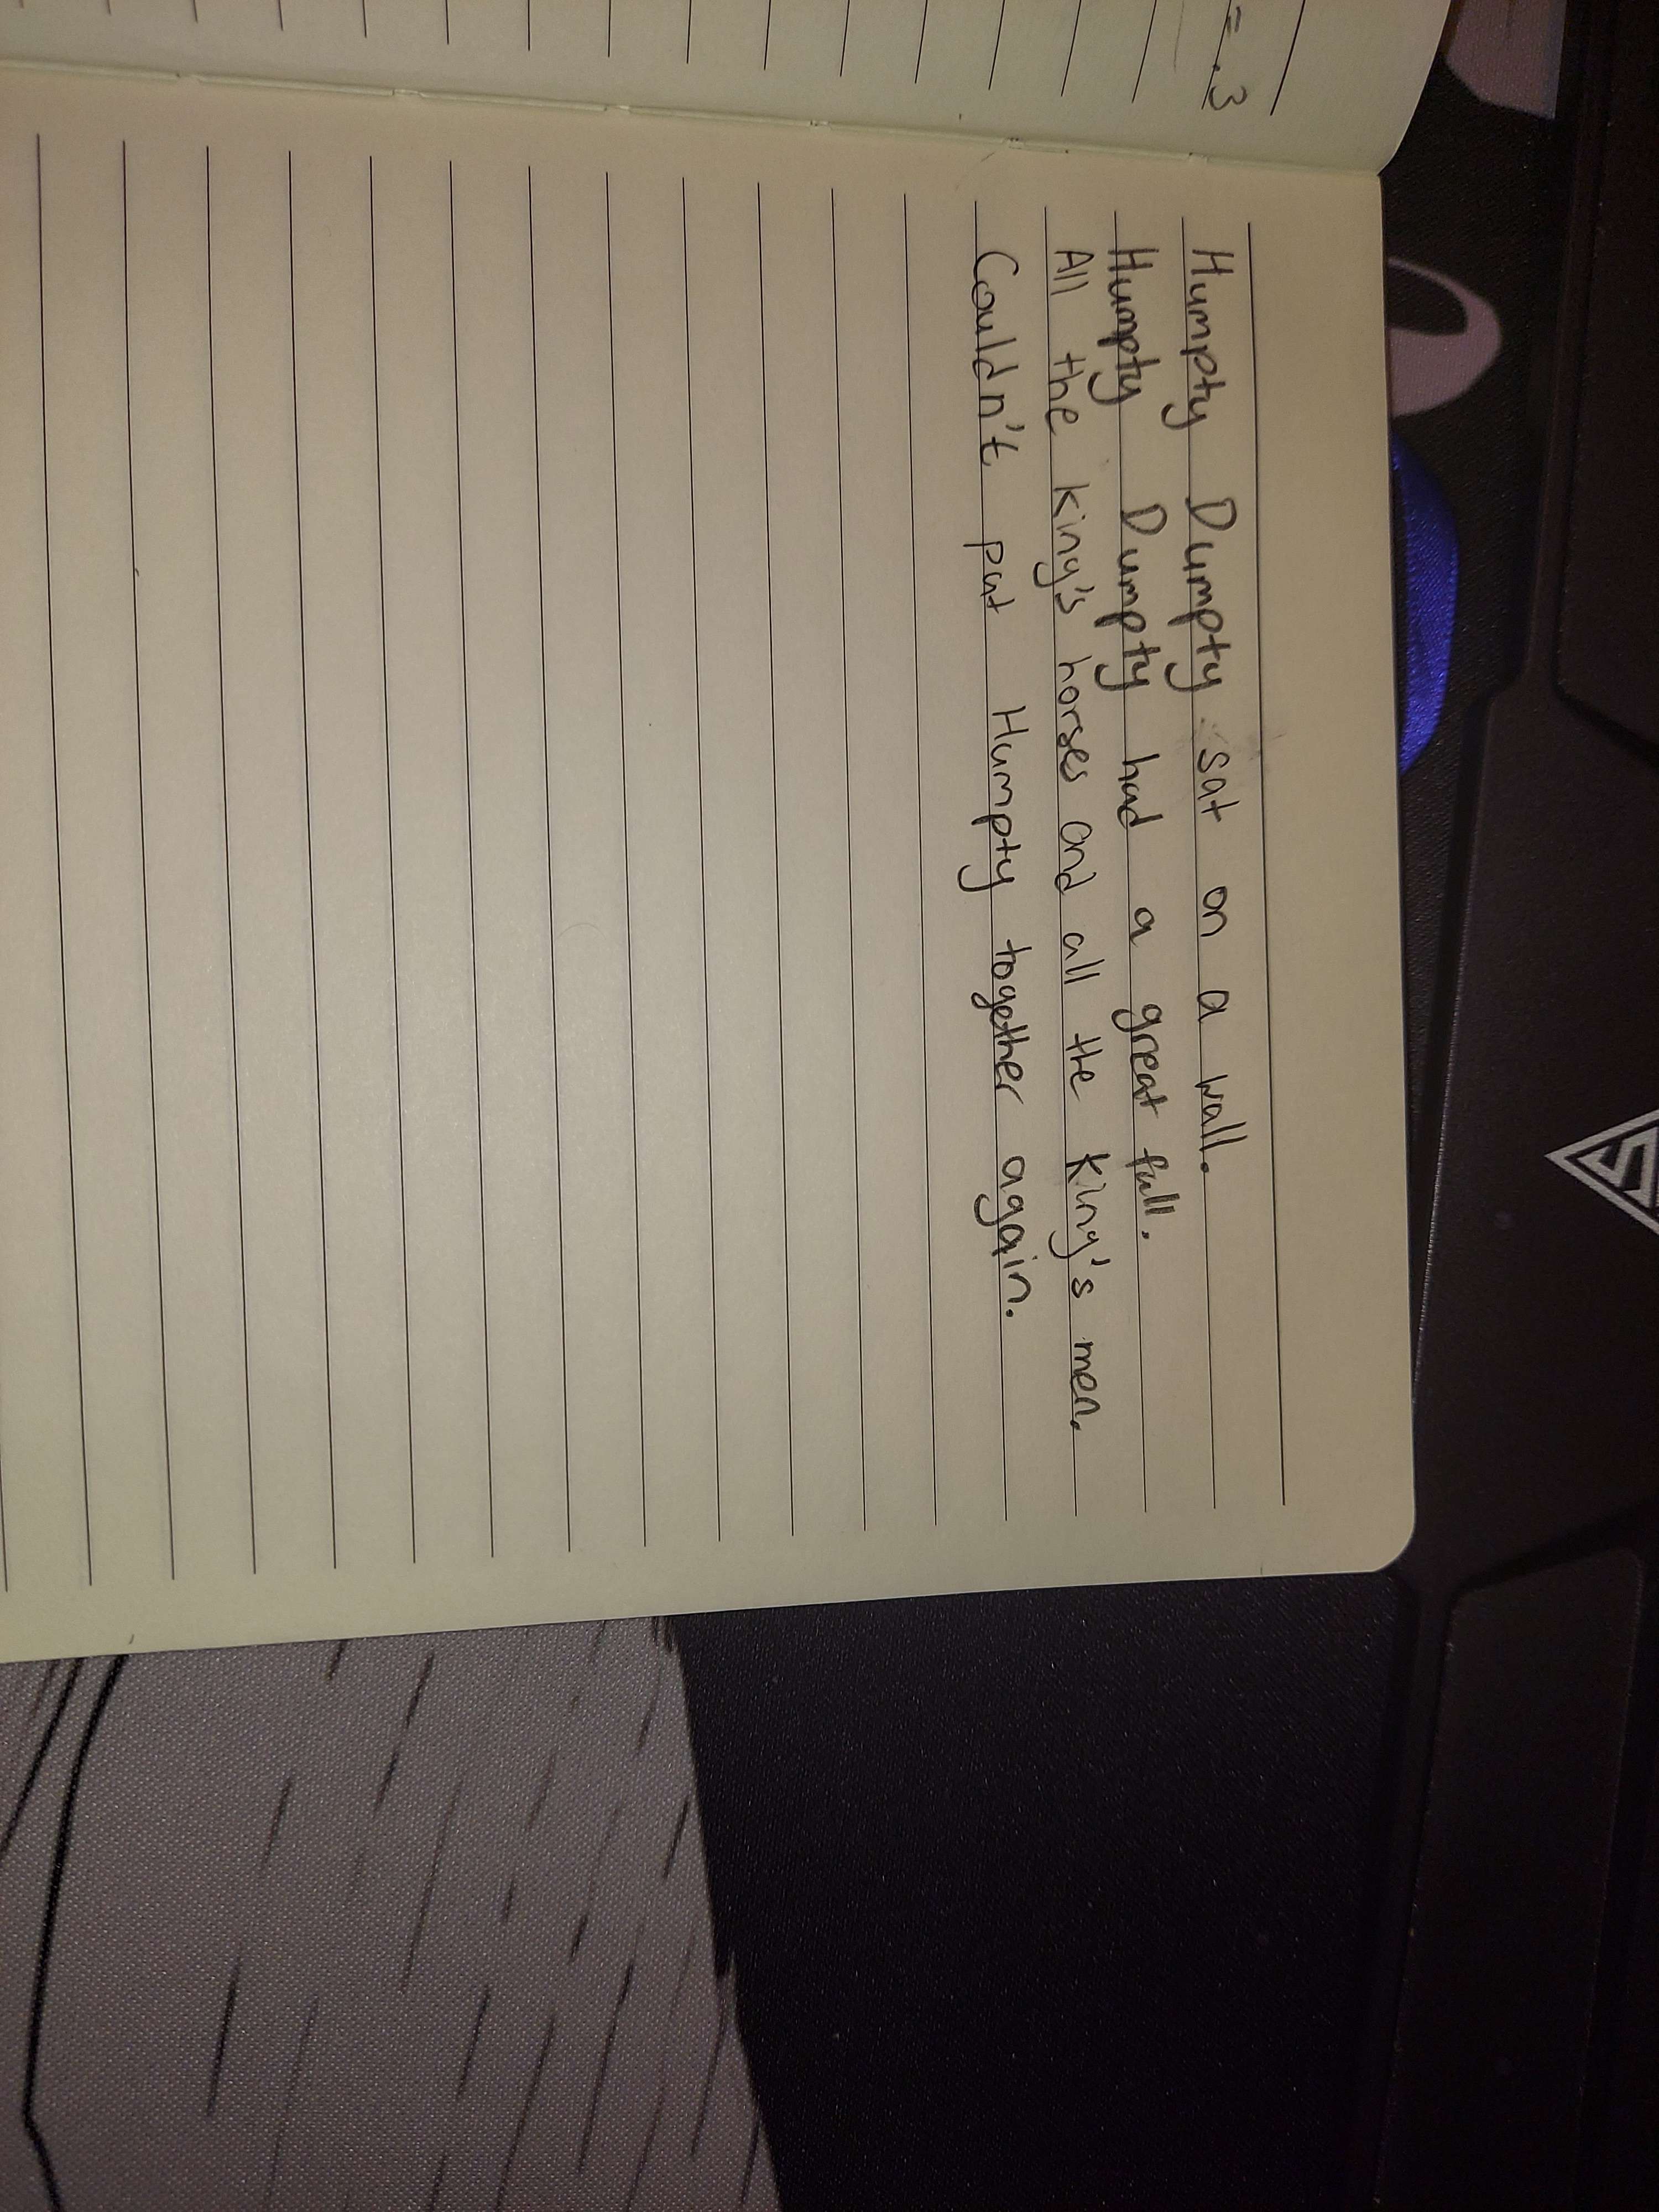 = .3
Humpty Dumpty sat on a wall.
Humpty Dumpty had a great fall.
All the king's horses and all the king's men.
Couldn't put Humpty together again.